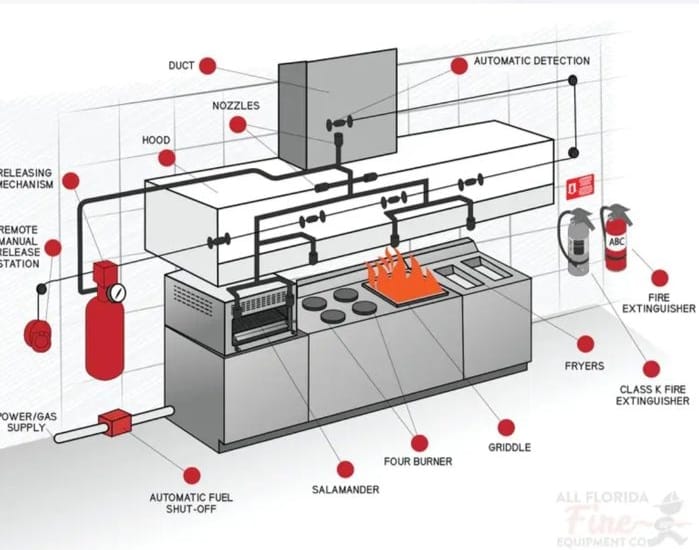 DUCT
AUTOMATIC DETECTION
NOZZLES
HOOD
RELEASING
MECHANISM
REMOTE
MANUAL
RELEASE
STATION
ABC
FIRE
EXTINGUISHER
FRYERS
CLASS K FIRE
EXTINGUISHER
POWER/GAS
SUPPLY
GRIDDLE
FOUR BURNER
SALAMANDER
AUTOMATIC FUEL
SHUT-OFF
ALL FLORIDA
Fire
EQUIPMENT CO